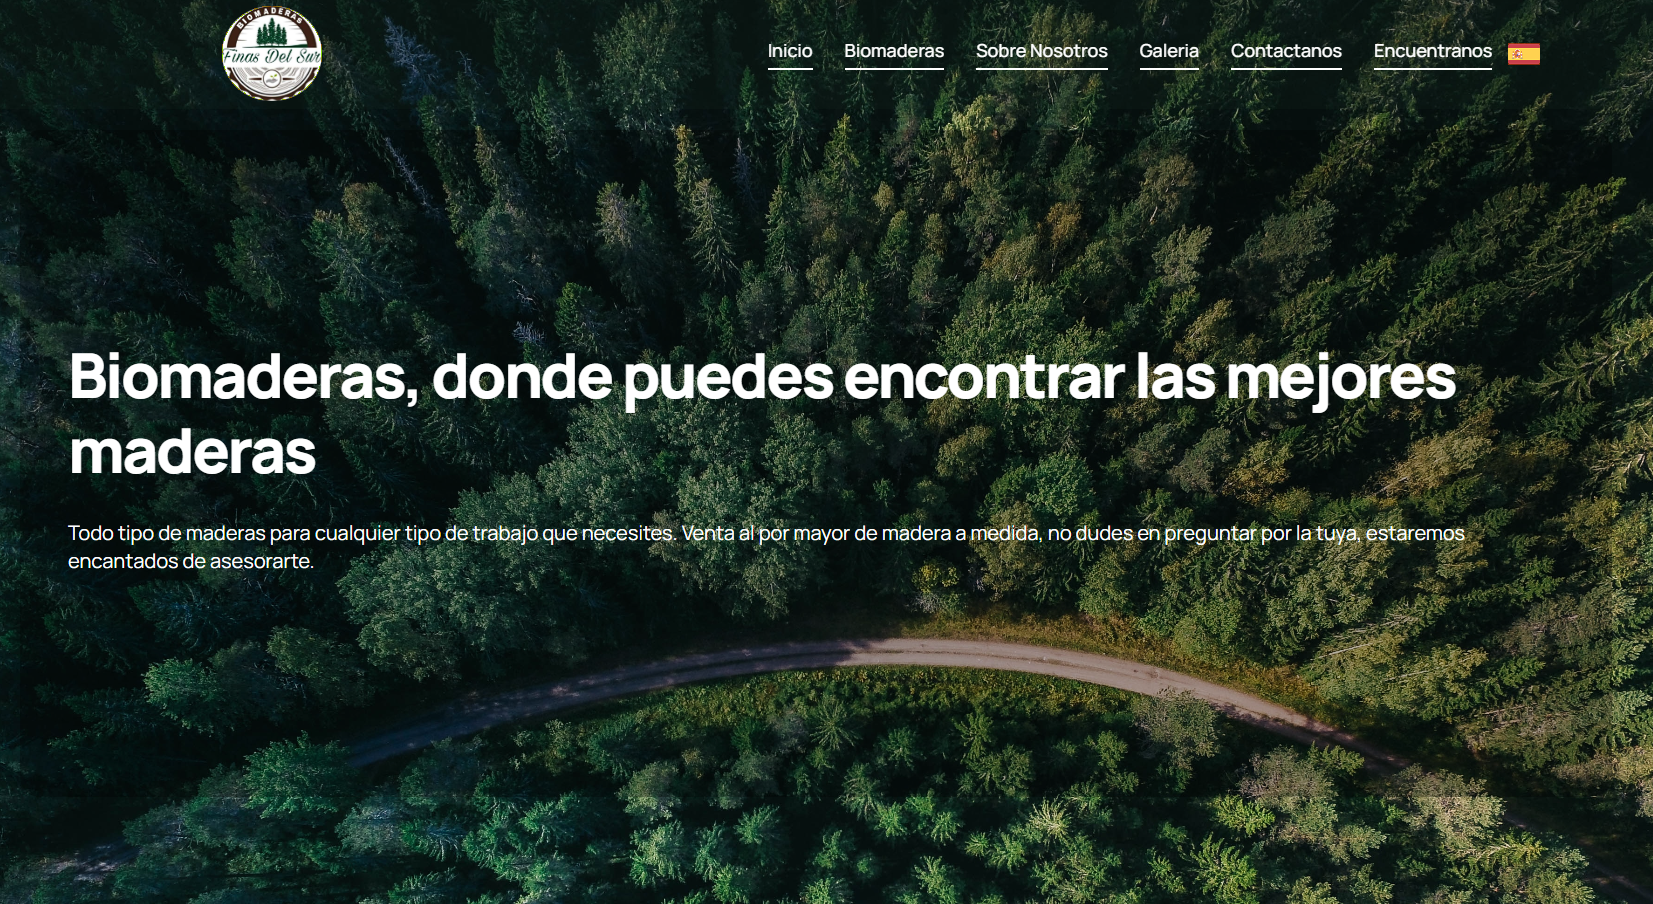 BIOMADERAS
Finas Del Sur
Inicio Biomaderas Sobre Nosotros Galeria Contactanos Encuentranos
Biomaderas, donde puedes encontrar las mejores
maderas
Todo tipo de maderas para cualquier tipo de trabajo que necesites. Venta al por mayor de madera a medida, no dudes en preguntar por la tuya, estaremos
encantados de asesorarte.